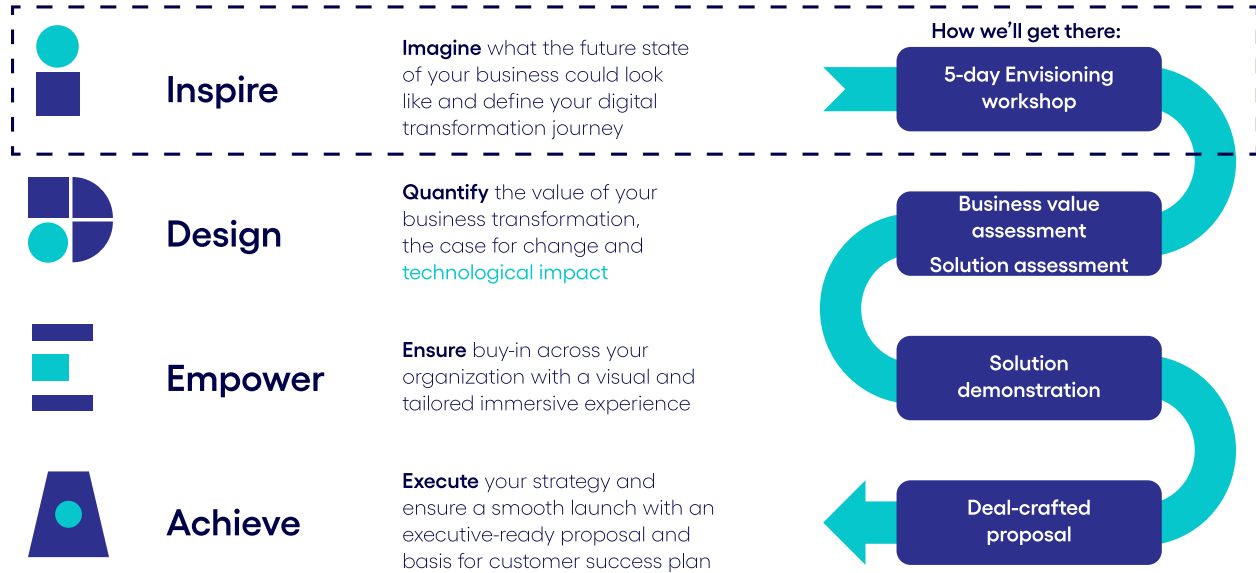 How we'll get there:
Inspire
Imagine what the future state
of your business could look
like and define your digital
transformation journey
5-day Envisioning
workshop
Design
Quantify the value of your
business transformation,
the case for change and
technological impact
Business value
assessment
Solution assessment
Empower
Ensure buy-in across your
organization with a visual and
tailored immersive experience
Solution
demonstration
Achieve
Execute your strategy and
ensure a smooth launch with an
executive-ready proposal and
basis for customer success plan
Deal-crafted
proposal